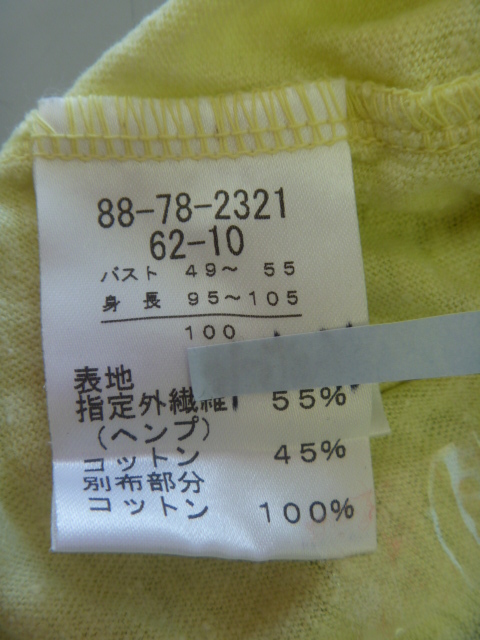 88-78-2321
62-10
バスト 49〜 55
身 長 95〜105
100
表地
指定外繊維 55%
(ヘンプ)
コットン 45%
別布部分
コットン 100%